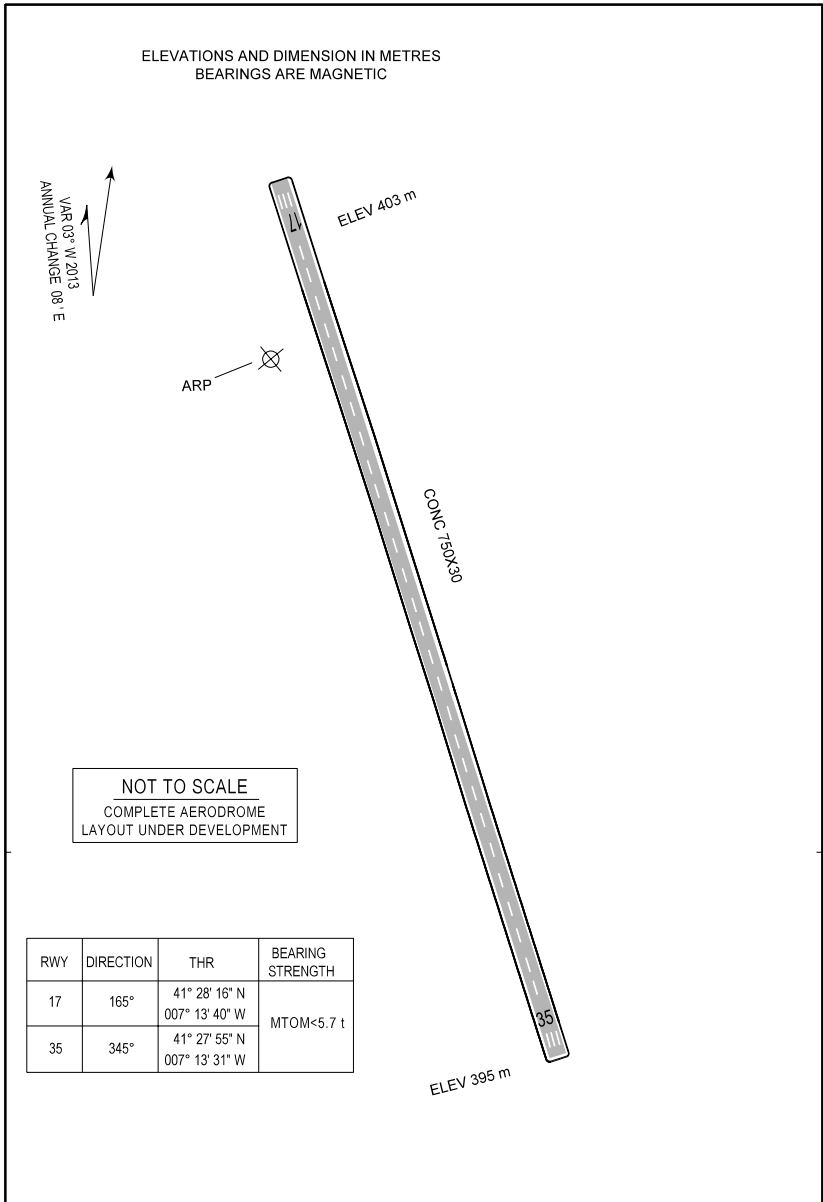 ELEVATIONS AND DIMENSION IN METRES
BEARINGS ARE MAGNETIC
VAR 03° W 2013
ANNUAL CHANGE 08' E
17
ELEV 403 m
ARP
CONC 750X30
NOT TO SCALE
COMPLETE AERODROME
LAYOUT UNDER DEVELOPMENT
RWY DIRECTION THR BEARING STRENGTH
17 165° 41° 28' 16" N
007° 13' 40" W
MTOM<5.7 t
35 345° 41° 27' 55" N
007° 13' 31" W
35
ELEV 395 m